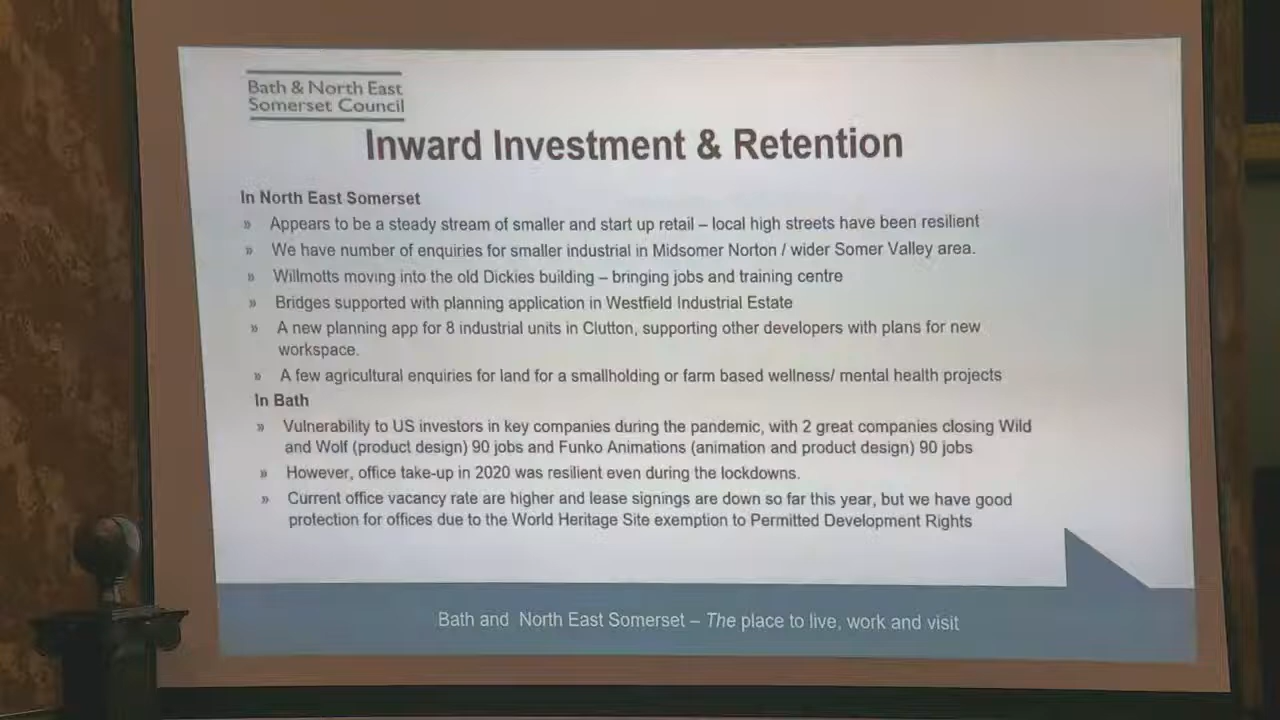 Bath & North East
Somerset Council
Inward Investment & Retention
In North East Somerset
» Appears to be a steady stream of smaller and start up retail – local high streets have been resilient
» We have number of enquiries for smaller industrial in Midsomer Norton / wider Somer Valley area.
» Willmotts moving into the old Dickies building – bringing jobs and training centre
» Bridges supported with planning application in Westfield Industrial Estate
» A new planning app for 8 industrial units in Clutton, supporting other developers with plans for new
workspace.
» A few agricultural enquiries for land for a smallholding or farm based wellness/ mental health projects
In Bath
» Vulnerability to US investors in key companies during the pandemic, with 2 great companies closing Wild
and Wolf (product design) 90 jobs and Funko Animations (animation and product design) 90 jobs
» However, office take-up in 2020 was resilient even during the lockdowns.
» Current office vacancy rate are higher and lease signings are down so far this year, but we have good
protection for offices due to the World Heritage Site exemption to Permitted Development Rights
Bath and North East Somerset – The place to live, work and visit